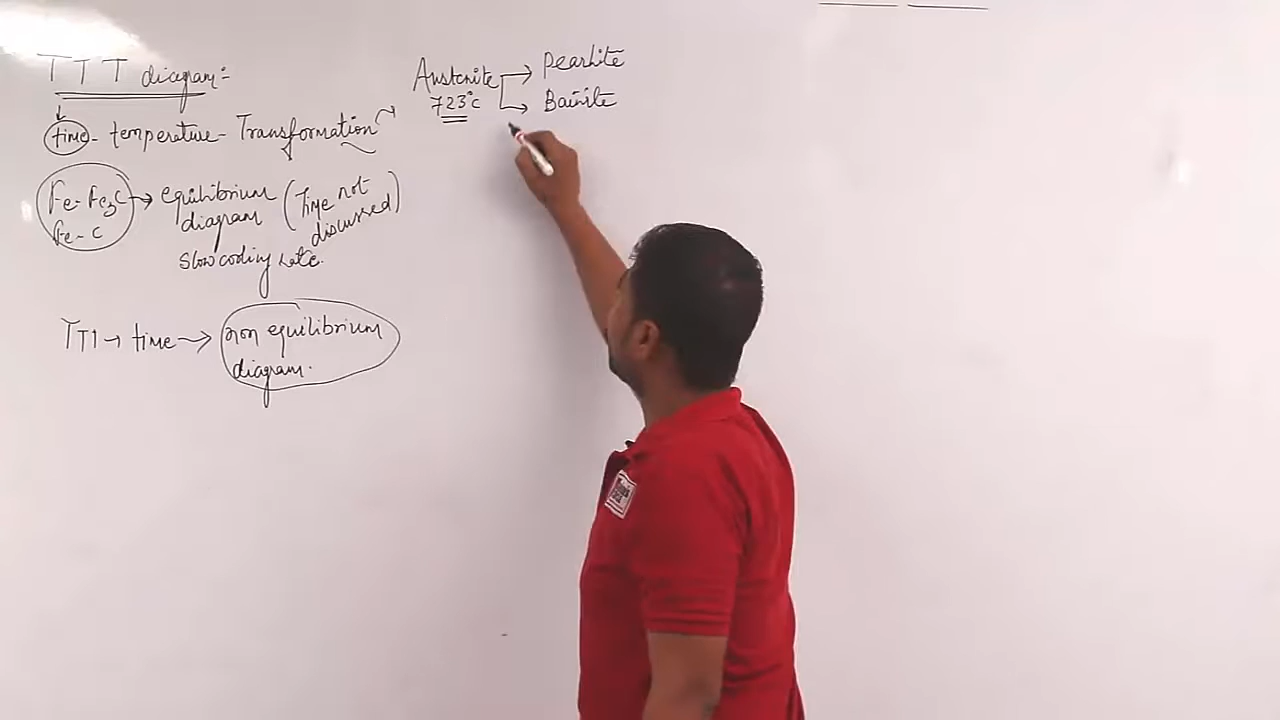 TTT diagram:-
time - temperature - Transformation
Fe - Fe3C → equilibrium diagram (Time not discussed)
Fe - C
Slow cooling rate.
TTT → time → non equilibrium
diagram.
Austenite → Pearlite
723°C → Bainite